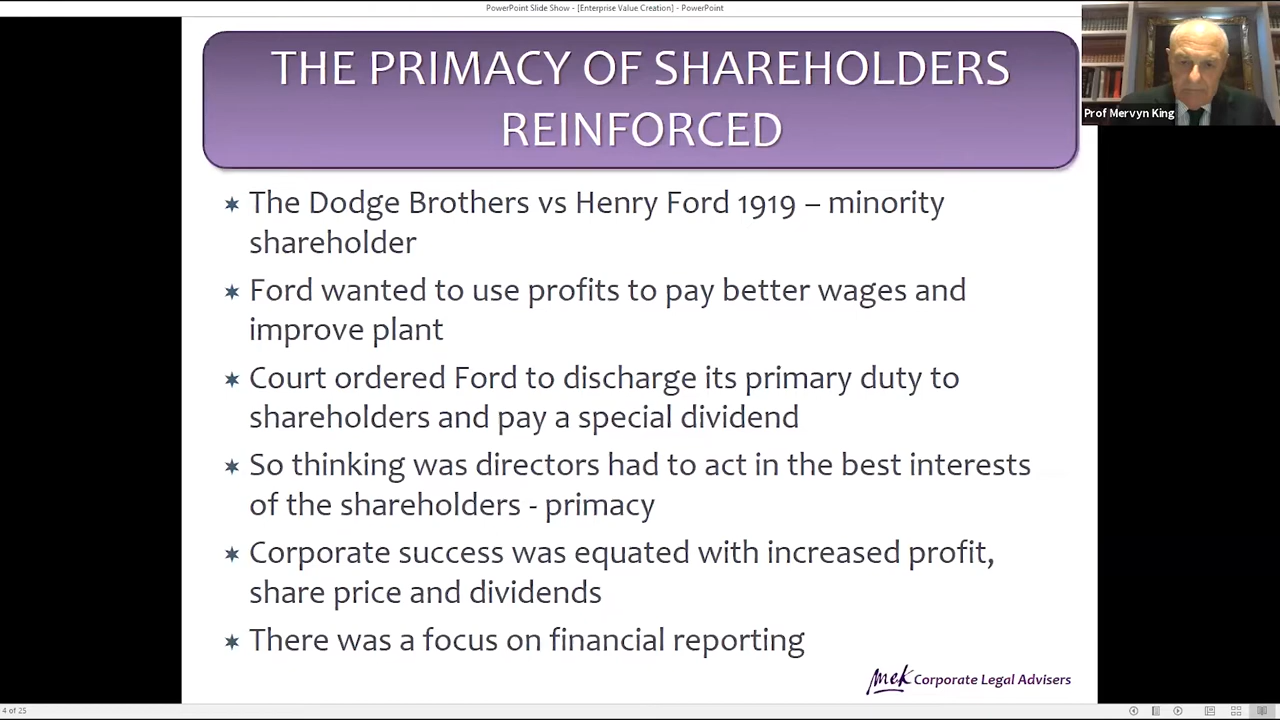 PowerPoint Slide Show - [Enterprise Value Creation] - PowerPoint
THE PRIMACY OF SHAREHOLDERS
REINFORCED
Prof Mervyn King
The Dodge Brothers vs Henry Ford 1919 – minority
shareholder
Ford wanted to use profits to pay better wages and
improve plant
Court ordered Ford to discharge its primary duty to
shareholders and pay a special dividend
So thinking was directors had to act in the best interests
of the shareholders - primacy
Corporate success was equated with increased profit,
share price and dividends
There was a focus on financial reporting
mek Corporate Legal Advisers
4 of 25